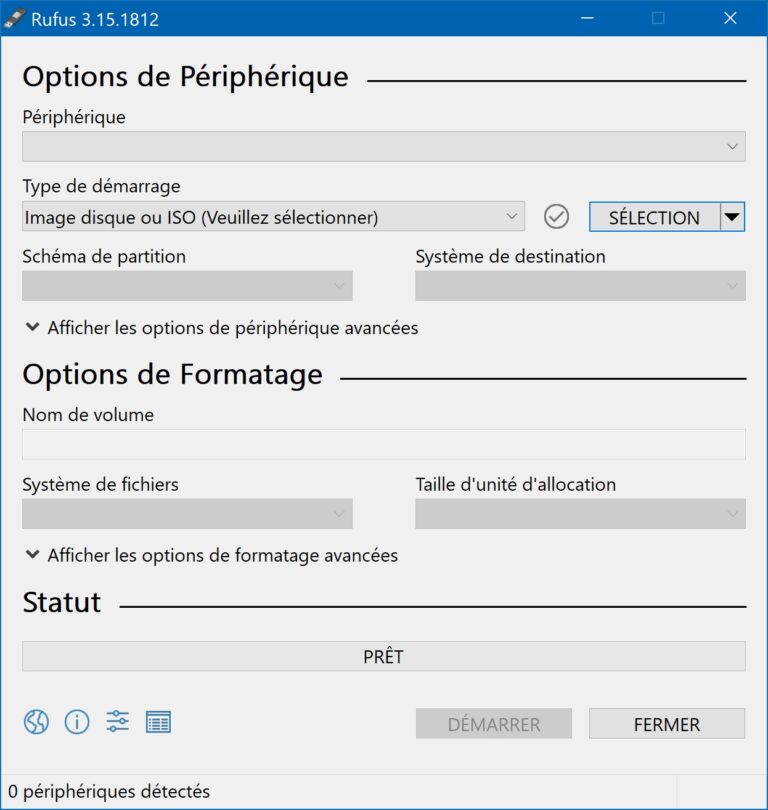 Rufus 3.15.1812
Options de Périphérique
Périphérique
Type de démarrage
Image disque ou ISO (Veuillez sélectionner)
SÉLECTION
Schéma de partition
Système de destination
Afficher les options de périphérique avancées
Options de Formatage
Nom de volume
Système de fichiers
Taille d'unité d'allocation
Afficher les options de formatage avancées
Statut
PRÊT
DÉMARRER
FERMER
0 périphériques détectés